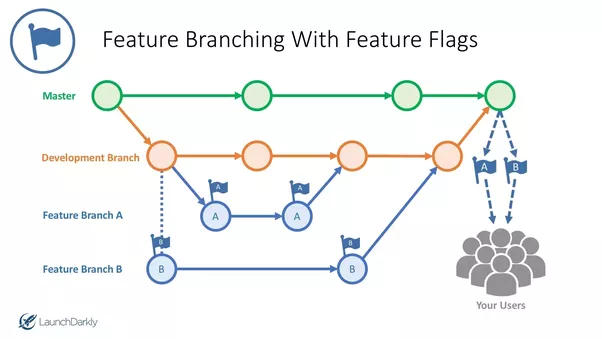 Feature Branching With Feature Flags
Master
Development Branch
A
B
A
A
Feature Branch A
A
A
B
B
Feature Branch B
B
B
Your Users
LaunchDarkly